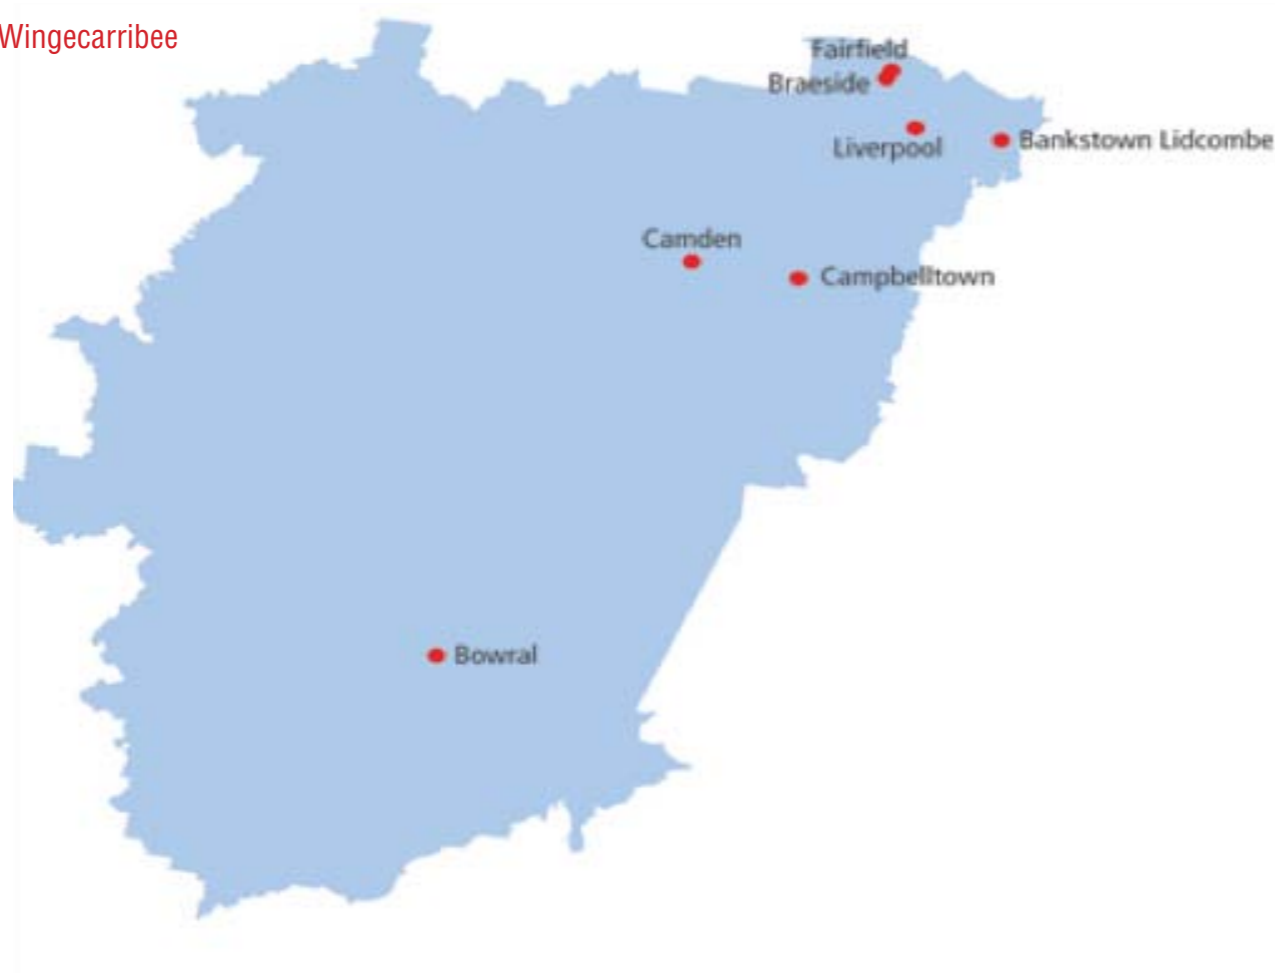 Wingecarribee
Fairfield
Braeside
Liverpool
Bankstown Lidcombe
Camden
Campbelltown
Bowral